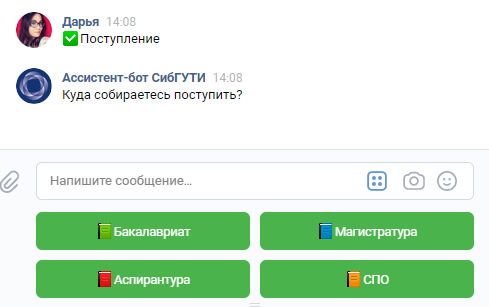 Дарья 14:08
✅Поступление
Ассистент-бот СибГУТИ 14:08
Куда собираетесь поступить?
Напишите сообщение...
📗Бакалавриат
📘Магистратура
📕Аспирантура
📙СПО